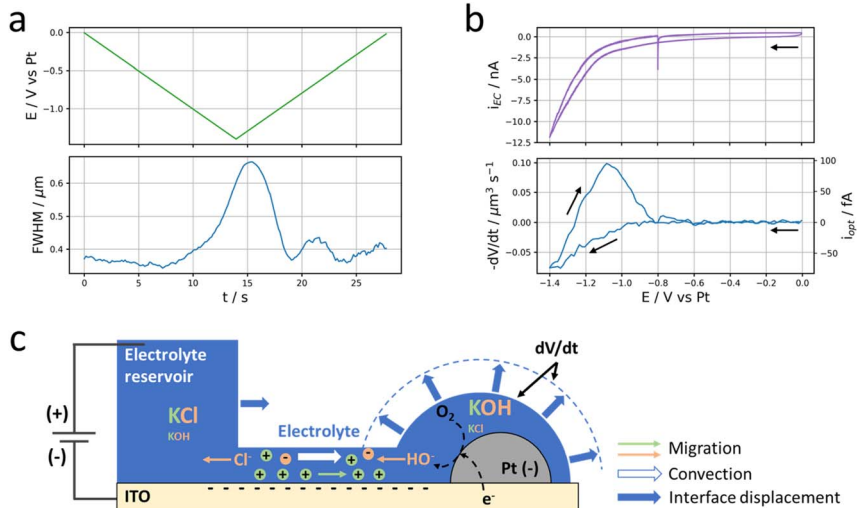 a
E / V vs Pt
0.0
−0.5
−1.0
FWHM / μm
0.6
0.5
0.4
0
5
10
15
20
25
t / s
b
i_EC / nA
0.0
−2.5
−5.0
−7.5
−10.0
−12.5
-dV/dt / μm³ s⁻¹
0.10
0.05
0.00
−0.05
100
50
0
−50
i_opt / fA
−1.4
−1.2
−1.0
−0.8
−0.6
−0.4
−0.2
0.0
E / V vs Pt
c
Electrolyte
reservoir
KCl
KOH
(+)
(-)
Electrolyte
Cl⁻
+
-
+
-
HO⁻
+ + + + +
- - - - - - - - - - - - - -
ITO
dV/dt
O₂
KOH
KCl
Pt (-)
e⁻
Migration
Convection
Interface displacement